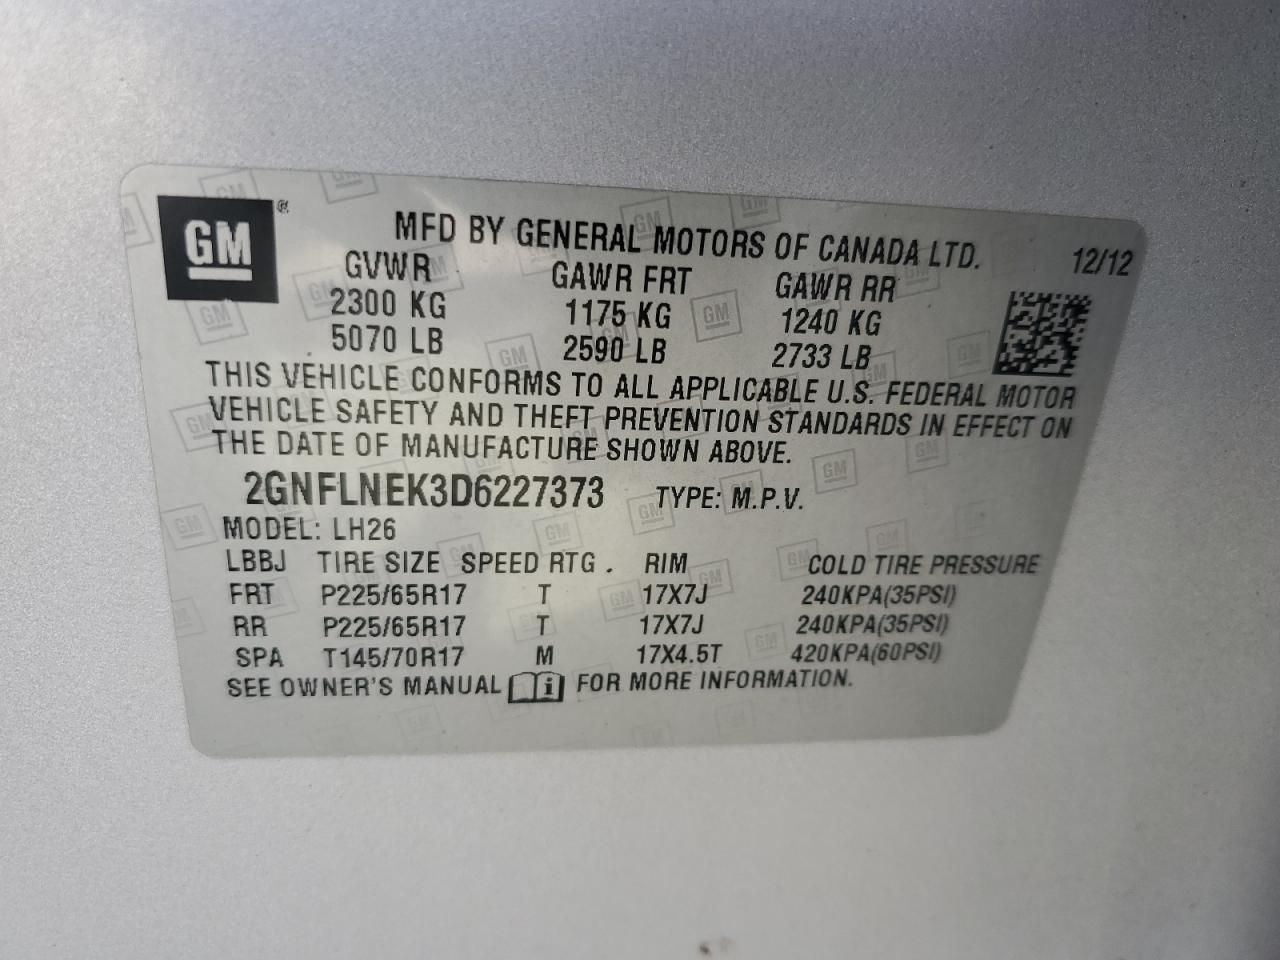 GM ®
MFD BY GENERAL MOTORS OF CANADA LTD. 12/12
GVWR GAWR FRT GAWR RR
2300 KG 1175 KG 1240 KG
5070 LB 2590 LB 2733 LB
THIS VEHICLE CONFORMS TO ALL APPLICABLE U.S. FEDERAL MOTOR
VEHICLE SAFETY AND THEFT PREVENTION STANDARDS IN EFFECT ON
THE DATE OF MANUFACTURE SHOWN ABOVE.
2GNFLNEK3D6227373 TYPE: M.P.V.
MODEL: LH26
LBBJ TIRE SIZE SPEED RTG . RIM COLD TIRE PRESSURE
FRT P225/65R17 T 17X7J 240KPA(35PSI)
RR P225/65R17 T 17X7J 240KPA(35PSI)
SPA T145/70R17 M 17X4.5T 420KPA(60PSI)
SEE OWNER'S MANUAL i FOR MORE INFORMATION.